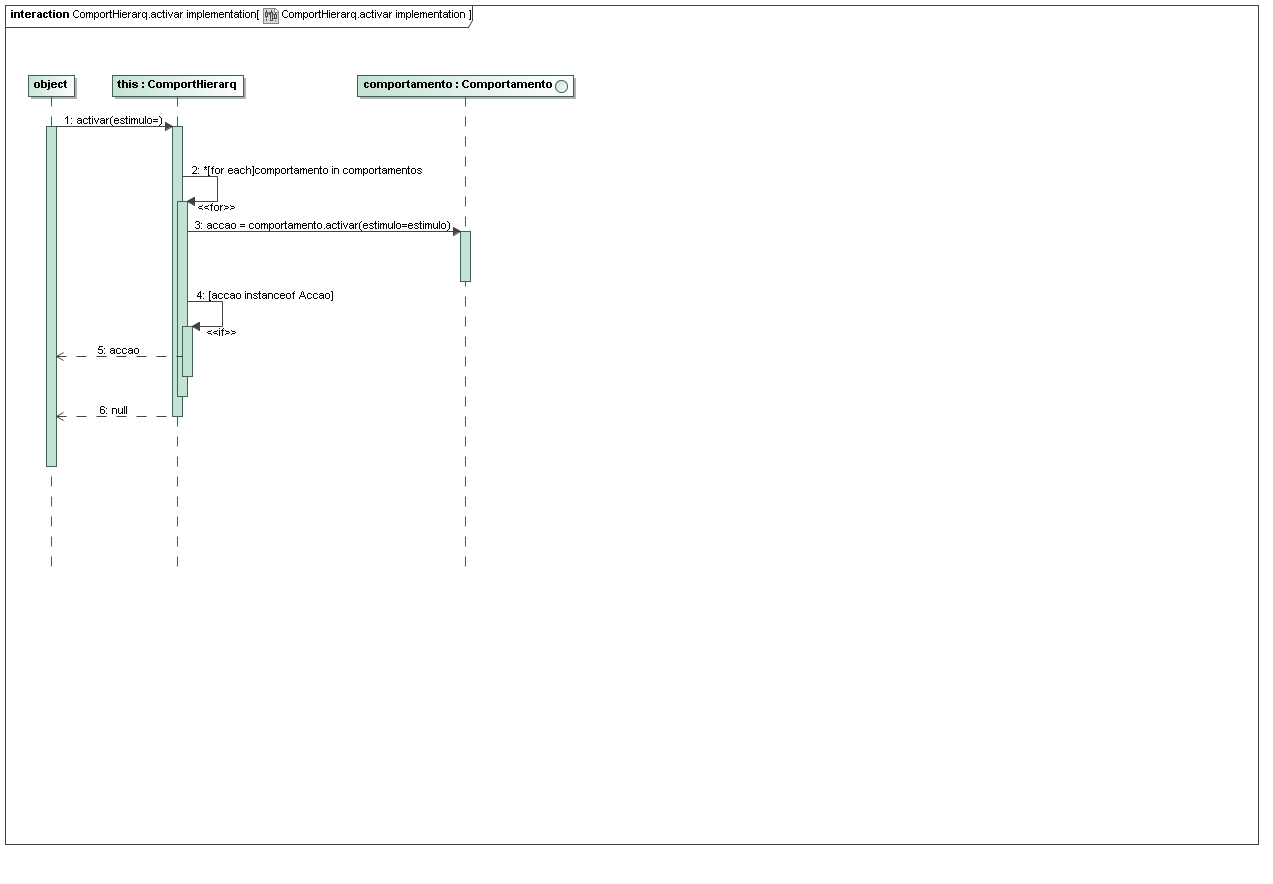 interaction ComportHierarq.activar implementation[ ComportHierarq.activar implementation ]
object
this : ComportHierarq
comportamento : Comportamento
1: activar(estimulo=)
2: *[for each]comportamento in comportamentos
<<for>>
3: accao = comportamento.activar(estimulo=estimulo)
4: [accao instanceof Accao]
<<if>>
5: accao
6: null